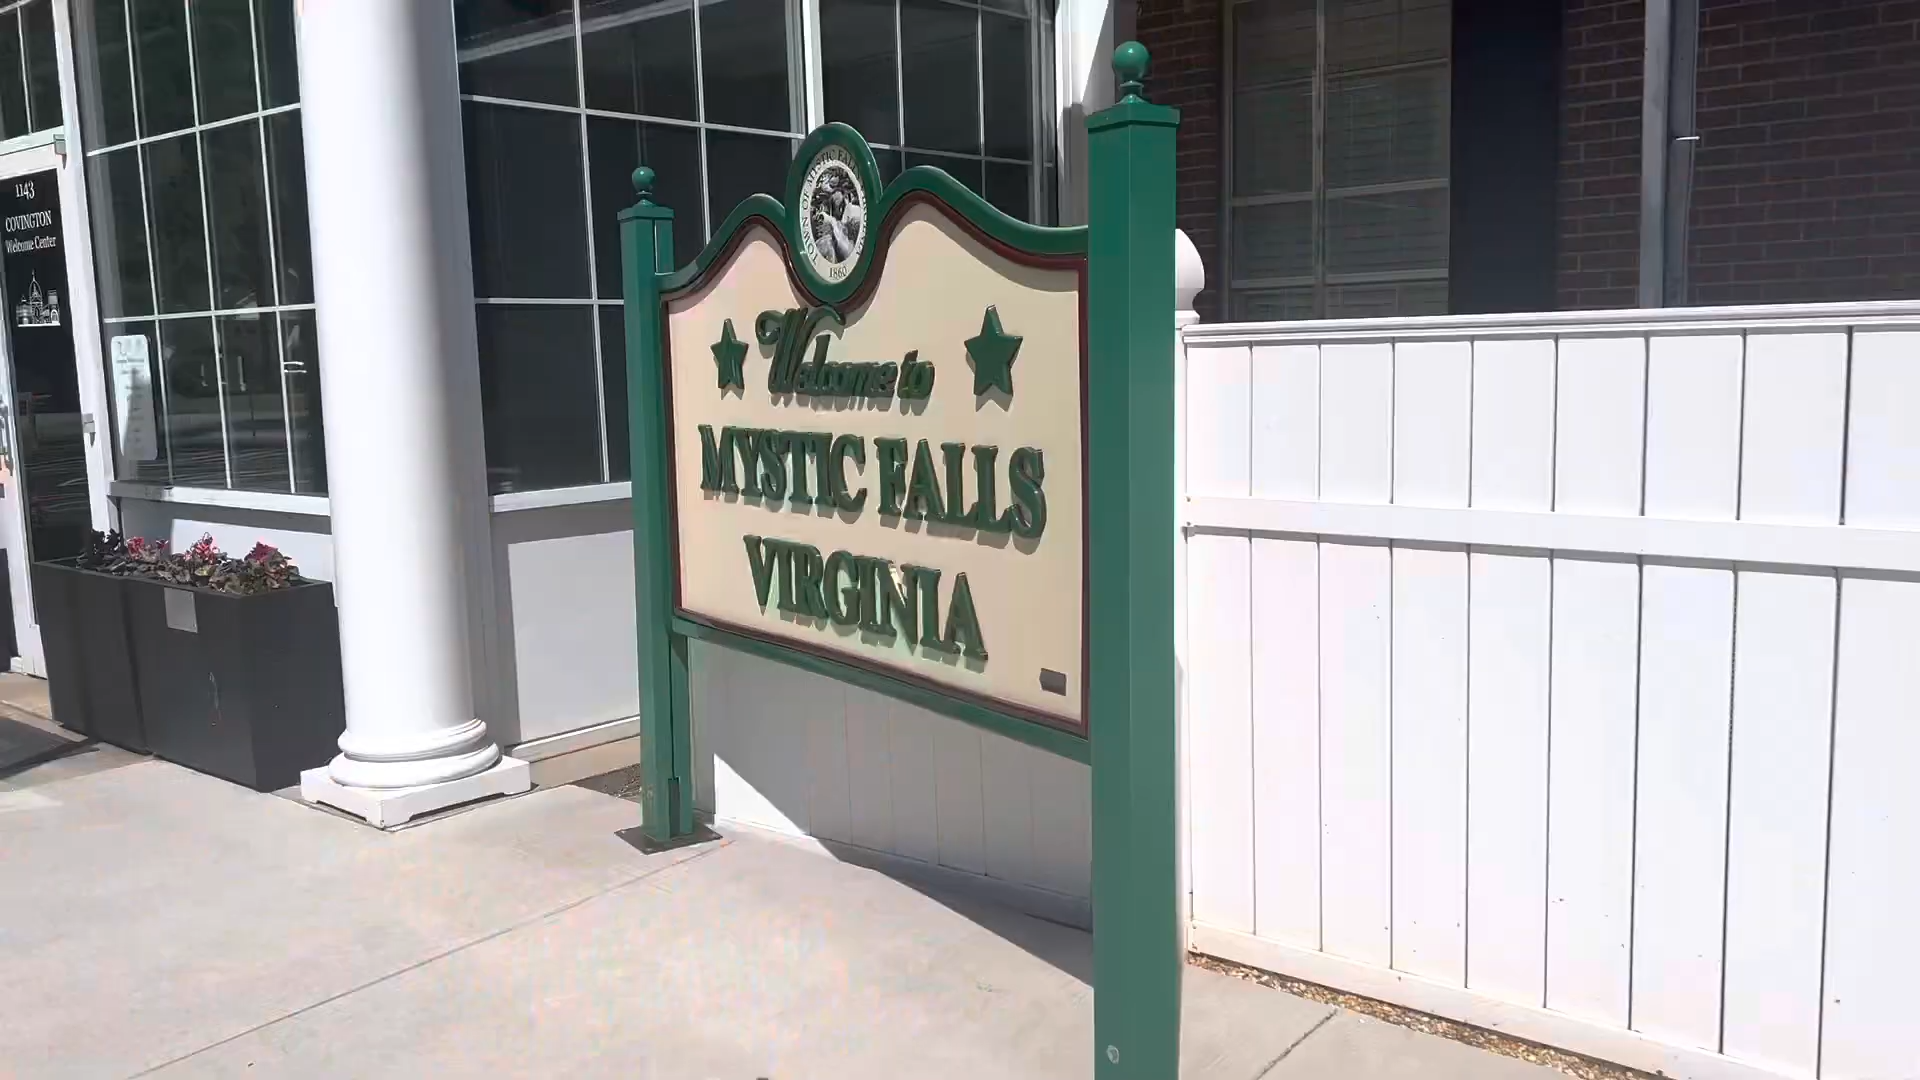 1143
COVINGTON
Welcome Center
TOWN OF MYSTIC FALLS
1860
Welcome to
MYSTIC FALLS
VIRGINIA